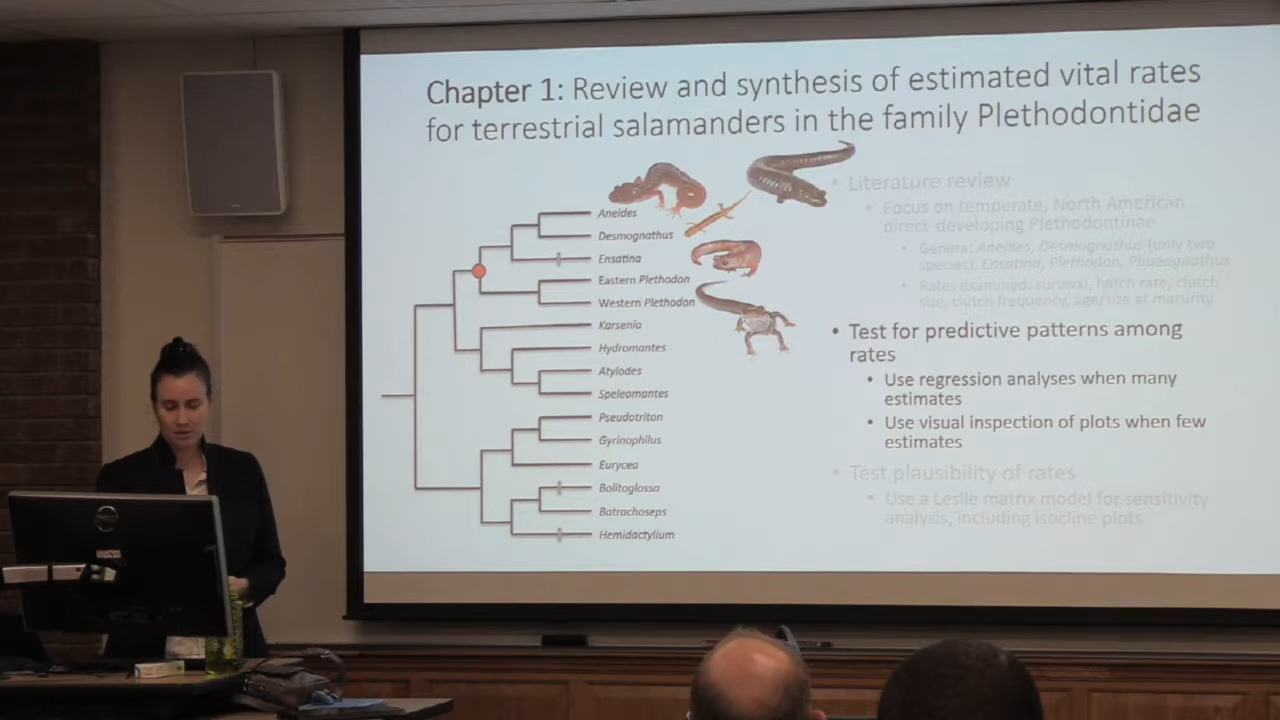 Chapter 1: Review and synthesis of estimated vital rates
for terrestrial salamanders in the family Plethodontidae
Aneides
Desmognathus
Ensatina
Eastern Plethodon
Western Plethodon
Karsenia
Hydromantes
Atylodes
Speleomantes
Pseudotriton
Gyrinophilus
Eurycea
Bolitoglossa
Batrachoseps
Hemidactylium
• Literature review
• Focus on temperate, North American
direct-developing Plethodontinae
• Genera: Aneides, Desmognathus (only two
species), Ensatina, Plethodon, Phaeognathus
• Rates examined: survival, hatch rate, clutch
size, clutch frequency, age/size at maturity
• Test for predictive patterns among
rates
• Use regression analyses when many
estimates
• Use visual inspection of plots when few
estimates
• Test plausibility of rates
• Use a Leslie matrix model for sensitivity
analysis, including isocline plots